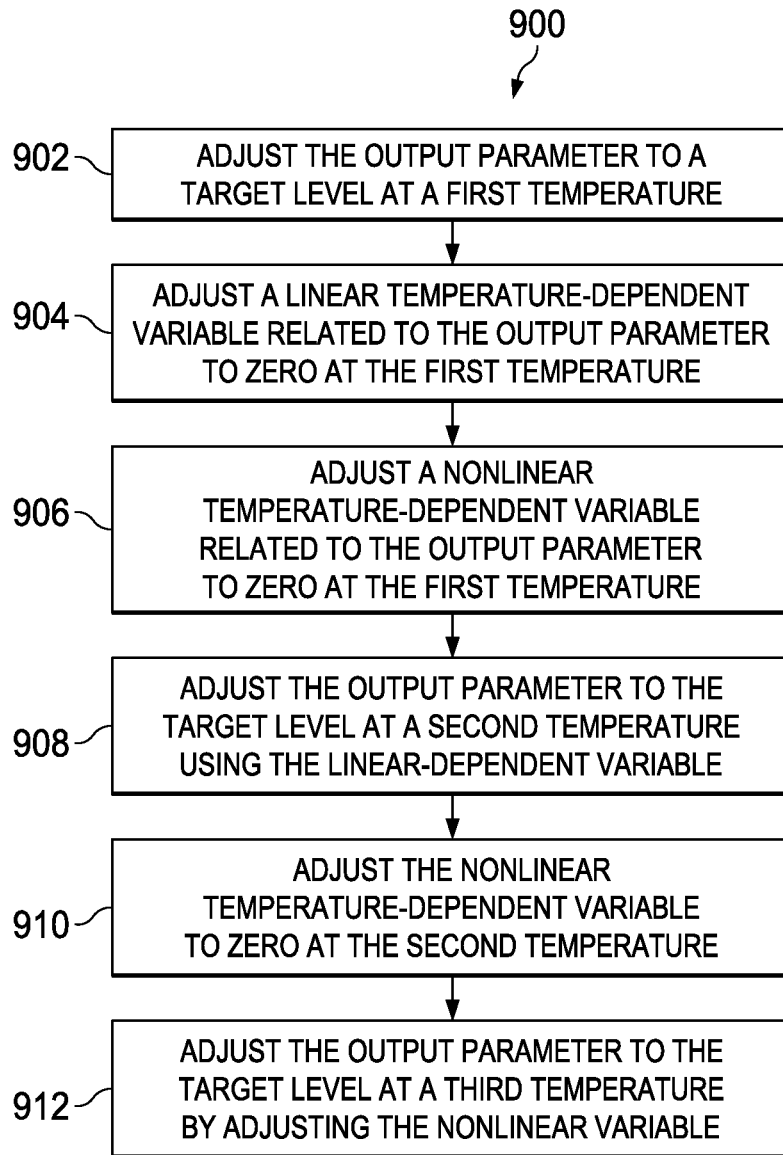 900
902
ADJUST THE OUTPUT PARAMETER TO A
TARGET LEVEL AT A FIRST TEMPERATURE
904
ADJUST A LINEAR TEMPERATURE-DEPENDENT
VARIABLE RELATED TO THE OUTPUT PARAMETER
TO ZERO AT THE FIRST TEMPERATURE
906
ADJUST A NONLINEAR
TEMPERATURE-DEPENDENT VARIABLE
RELATED TO THE OUTPUT PARAMETER
TO ZERO AT THE FIRST TEMPERATURE
908
ADJUST THE OUTPUT PARAMETER TO THE
TARGET LEVEL AT A SECOND TEMPERATURE
USING THE LINEAR-DEPENDENT VARIABLE
910
ADJUST THE NONLINEAR
TEMPERATURE-DEPENDENT VARIABLE
TO ZERO AT THE SECOND TEMPERATURE
912
ADJUST THE OUTPUT PARAMETER TO THE
TARGET LEVEL AT A THIRD TEMPERATURE
BY ADJUSTING THE NONLINEAR VARIABLE